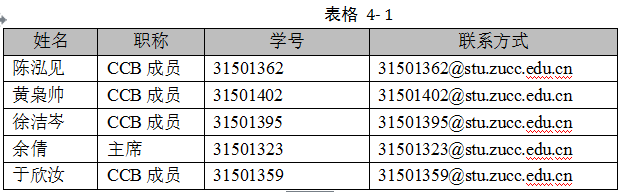 表格 4-1
姓名 职称 学号 联系方式
陈泓见 CCB 成员 31501362 31501362@stu.zucc.edu.cn
黄枭帅 CCB 成员 31501402 31501402@stu.zucc.edu.cn
徐洁岑 CCB 成员 31501395 31501395@stu.zucc.edu.cn
余倩 主席 31501323 31501323@stu.zucc.edu.cn
于欣汝 CCB 成员 31501359 31501359@stu.zucc.edu.cn